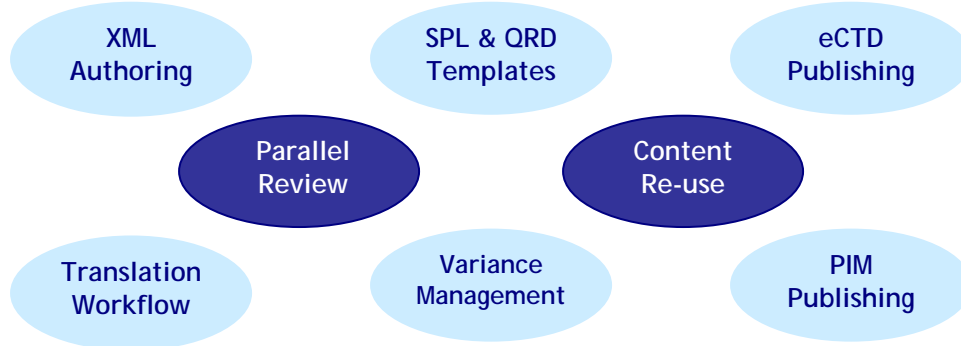 XML
Authoring
SPL & QRD
Templates
eCTD
Publishing
Parallel
Review
Content
Re-use
Translation
Workflow
Variance
Management
PIM
Publishing